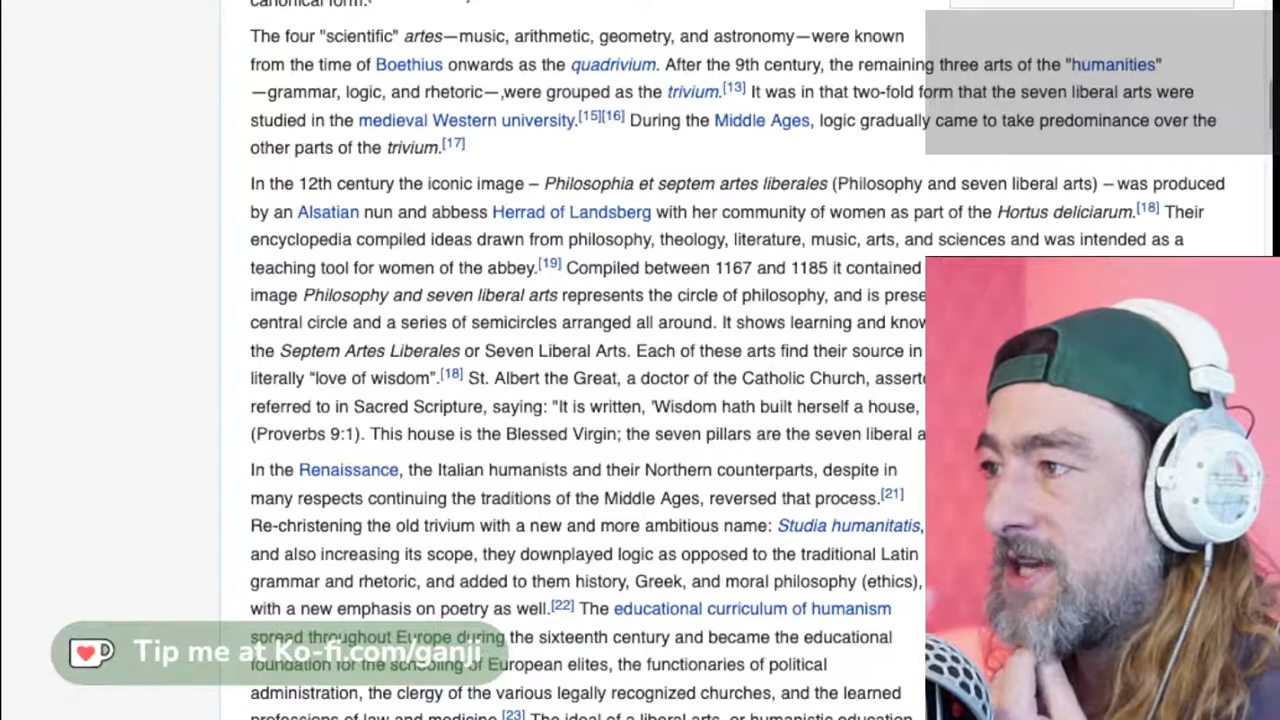 canonical form.
The four "scientific" artes—music, arithmetic, geometry, and astronomy—were known
from the time of Boethius onwards as the quadrivium. After the 9th century, the remaining three arts of the "humanities"
—grammar, logic, and rhetoric—,were grouped as the trivium.[13] It was in that two-fold form that the seven liberal arts were
studied in the medieval Western university.[15][16] During the Middle Ages, logic gradually came to take predominance over the
other parts of the trivium.[17]
In the 12th century the iconic image – Philosophia et septem artes liberales (Philosophy and seven liberal arts) – was produced
by an Alsatian nun and abbess Herrad of Landsberg with her community of women as part of the Hortus deliciarum.[18] Their
encyclopedia compiled ideas drawn from philosophy, theology, literature, music, arts, and sciences and was intended as a
teaching tool for women of the abbey.[19] Compiled between 1167 and 1185 it contained
image Philosophy and seven liberal arts represents the circle of philosophy, and is prese
central circle and a series of semicircles arranged all around. It shows learning and know
the Septem Artes Liberales or Seven Liberal Arts. Each of these arts find their source in
literally “love of wisdom”.[18] St. Albert the Great, a doctor of the Catholic Church, asserte
referred to in Sacred Scripture, saying: "It is written, 'Wisdom hath built herself a house,
(Proverbs 9:1). This house is the Blessed Virgin; the seven pillars are the seven liberal a
In the Renaissance, the Italian humanists and their Northern counterparts, despite in
many respects continuing the traditions of the Middle Ages, reversed that process.[21]
Re-christening the old trivium with a new and more ambitious name: Studia humanitatis,
and also increasing its scope, they downplayed logic as opposed to the traditional Latin
grammar and rhetoric, and added to them history, Greek, and moral philosophy (ethics),
with a new emphasis on poetry as well.[22] The educational curriculum of humanism
spread throughout Europe during the sixteenth century and became the educational
Tip me at Ko-fi.com/ganji
foundation for the schooling of European elites, the functionaries of political
administration, the clergy of the various legally recognized churches, and the learned
professions of law and medicine.[23] The ideal of a liberal arts, or humanistic education